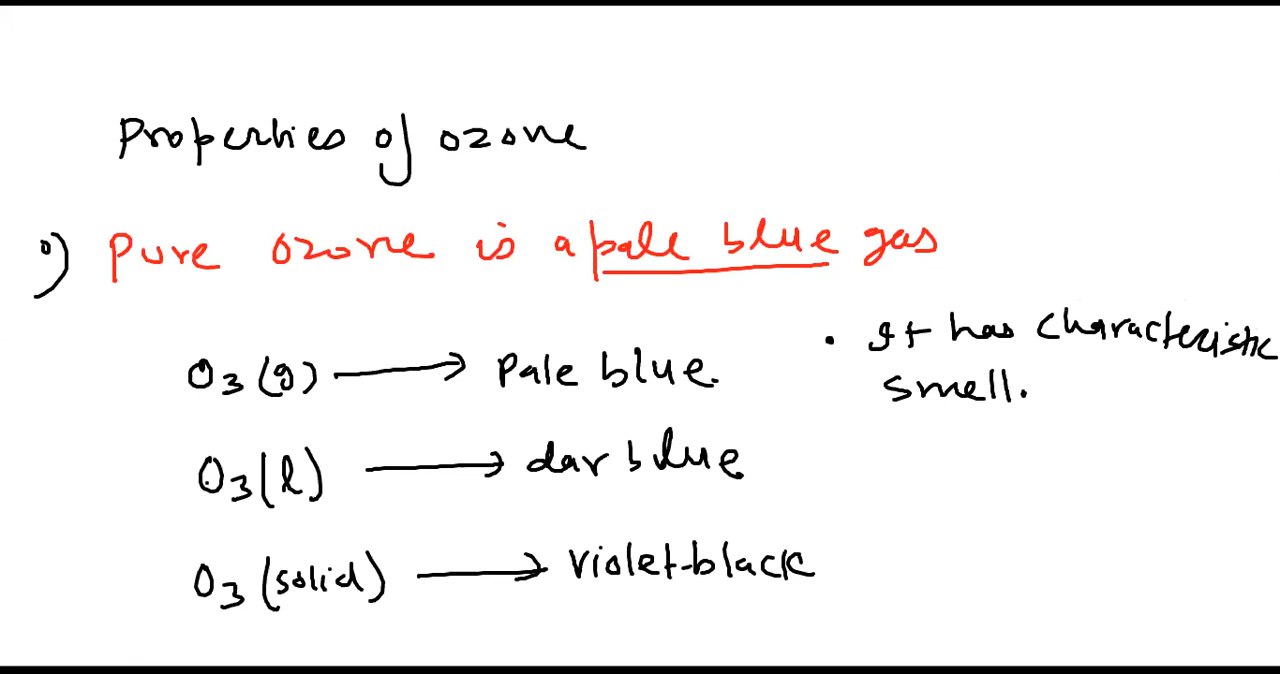 Properties of ozone
°) Pure ozone is a pale blue gas
O3 (g) → Pale blue.
O3 (l) → dar blue
O3 (solid) → violet-black
. It has characteristic
smell.